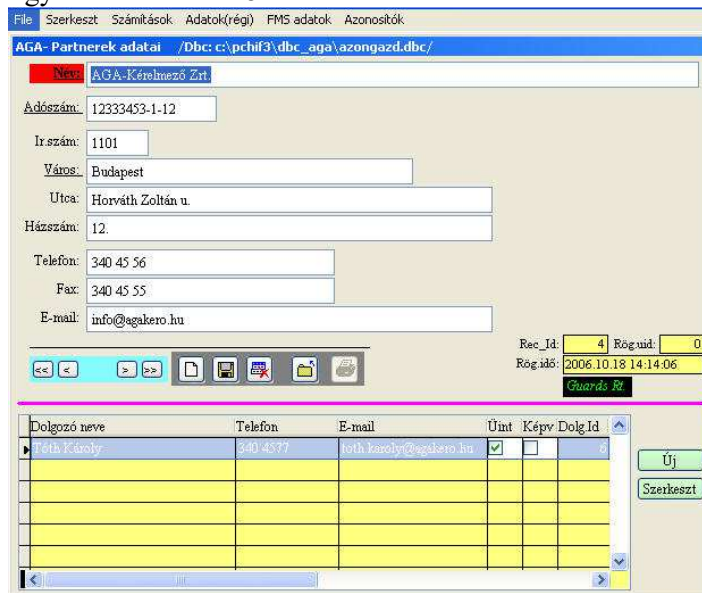 File Szerkeszt Számítások Adatok(régi) FMS adatok Azonosítók
AGA- Partnerek adatai /Dbc: c:\pchif3\dbc_aga\azongazd.dbc/
Név: AGA-Kérelmező Zrt.
Adószám: 12333453-1-12
Ir.szám: 1101
Város: Budapest
Utca: Horváth Zoltán u.
Házszám: 12.
Telefon: 340 45 56
Fax: 340 45 55
E-mail: info@agakero.hu
Rec_Id: 4 Rög.uid: 0
<< < > >> Rög.idő: 2006.10.18 14:14:06
Guards Rt.
Dolgozó neve Telefon E-mail Üint Képv Dolg.Id
Tóth Károly 340 4577 toth.karoly@agakero.hu 6
Új
Szerkeszt